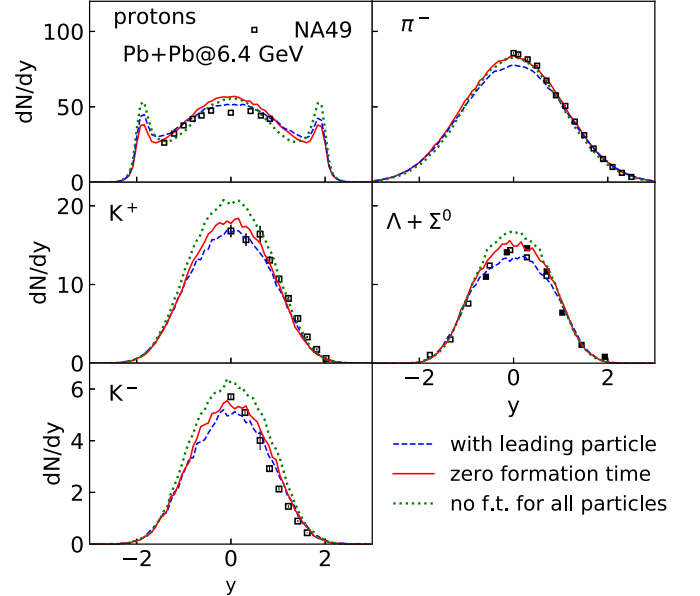 protons
NA49
Pb+Pb@6.4 GeV
dN/dy
100
50
0
π⁻
K⁺
dN/dy
20
10
0
Λ + Σ⁰
−2
0
2
y
K⁻
dN/dy
6
4
2
0
−2
0
2
y
with leading particle
zero formation time
no f.t. for all particles